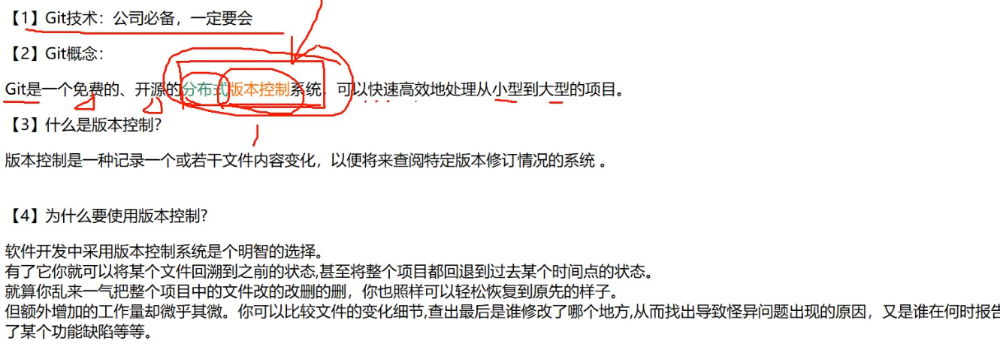 【1】Git技术：公司必备，一定要会
【2】Git概念：
Git是一个免费的、开源的分布式版本控制系统，可以快速高效地处理从小型到大型的项目。
【3】什么是版本控制？
版本控制是一种记录一个或若干文件内容变化，以便将来查阅特定版本修订情况的系统 。
【4】为什么要使用版本控制?
软件开发中采用版本控制系统是个明智的选择。
有了它你就可以将某个文件回溯到之前的状态,甚至将整个项目都回退到过去某个时间点的状态。
就算你乱来一气把整个项目中的文件改的改删的删，你也照样可以轻松恢复到原先的样子。
但额外增加的工作量却微乎其微。你可以比较文件的变化细节,查出最后是谁修改了哪个地方,从而找出导致怪异问题出现的原因，又是谁在何时报告
了某个功能缺陷等等。